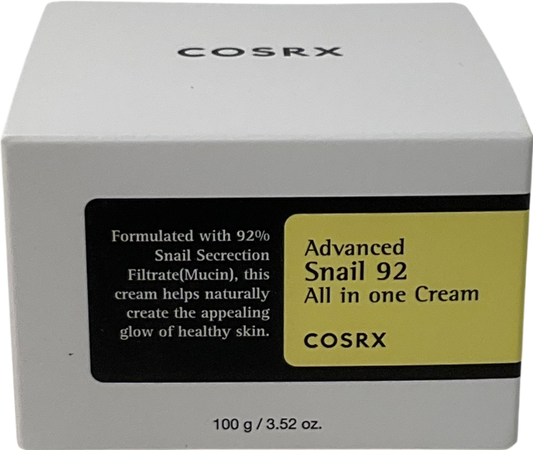 COSRX
Formulated with 92%
Snail Secrection
Filtrate(Mucin), this
cream helps naturally
create the appealing
glow of healthy skin.
Advanced
Snail 92
All in one Cream
COSRX
100 g / 3.52 oz.